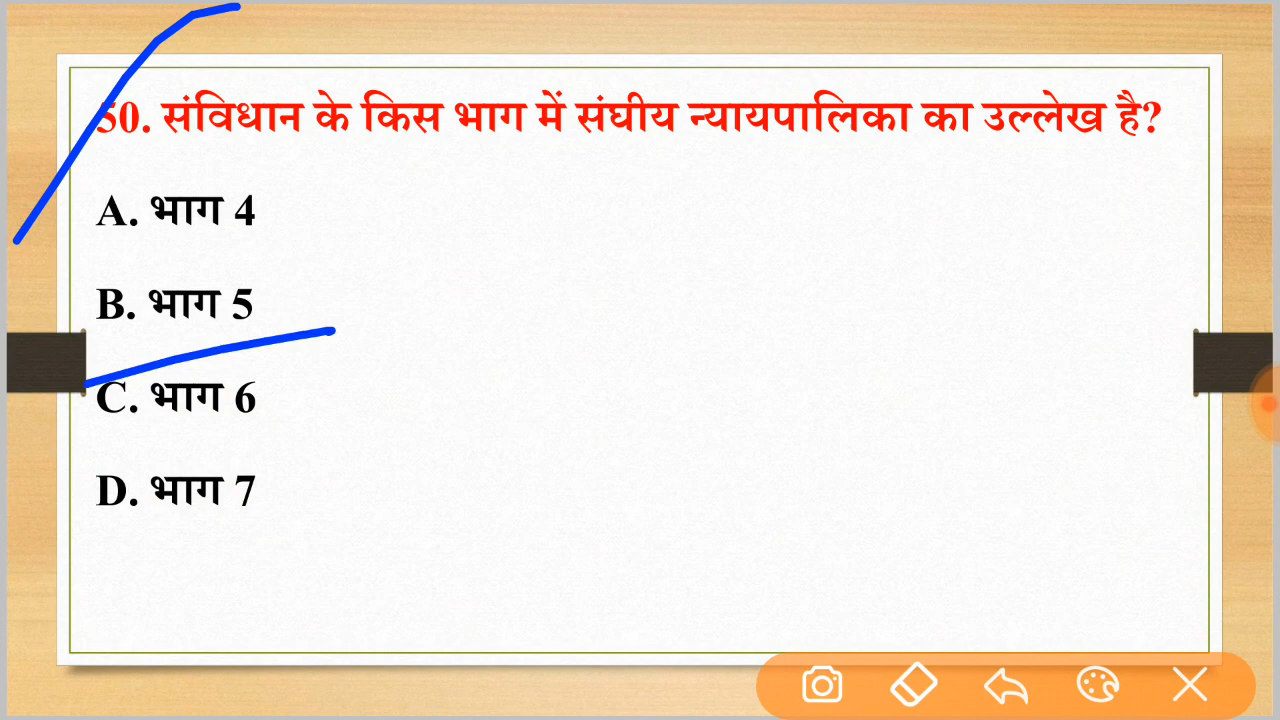 50. संविधान के किस भाग में संघीय न्यायपालिका का उल्लेख है?
A. भाग 4
B. भाग 5
C. भाग 6
D. भाग 7